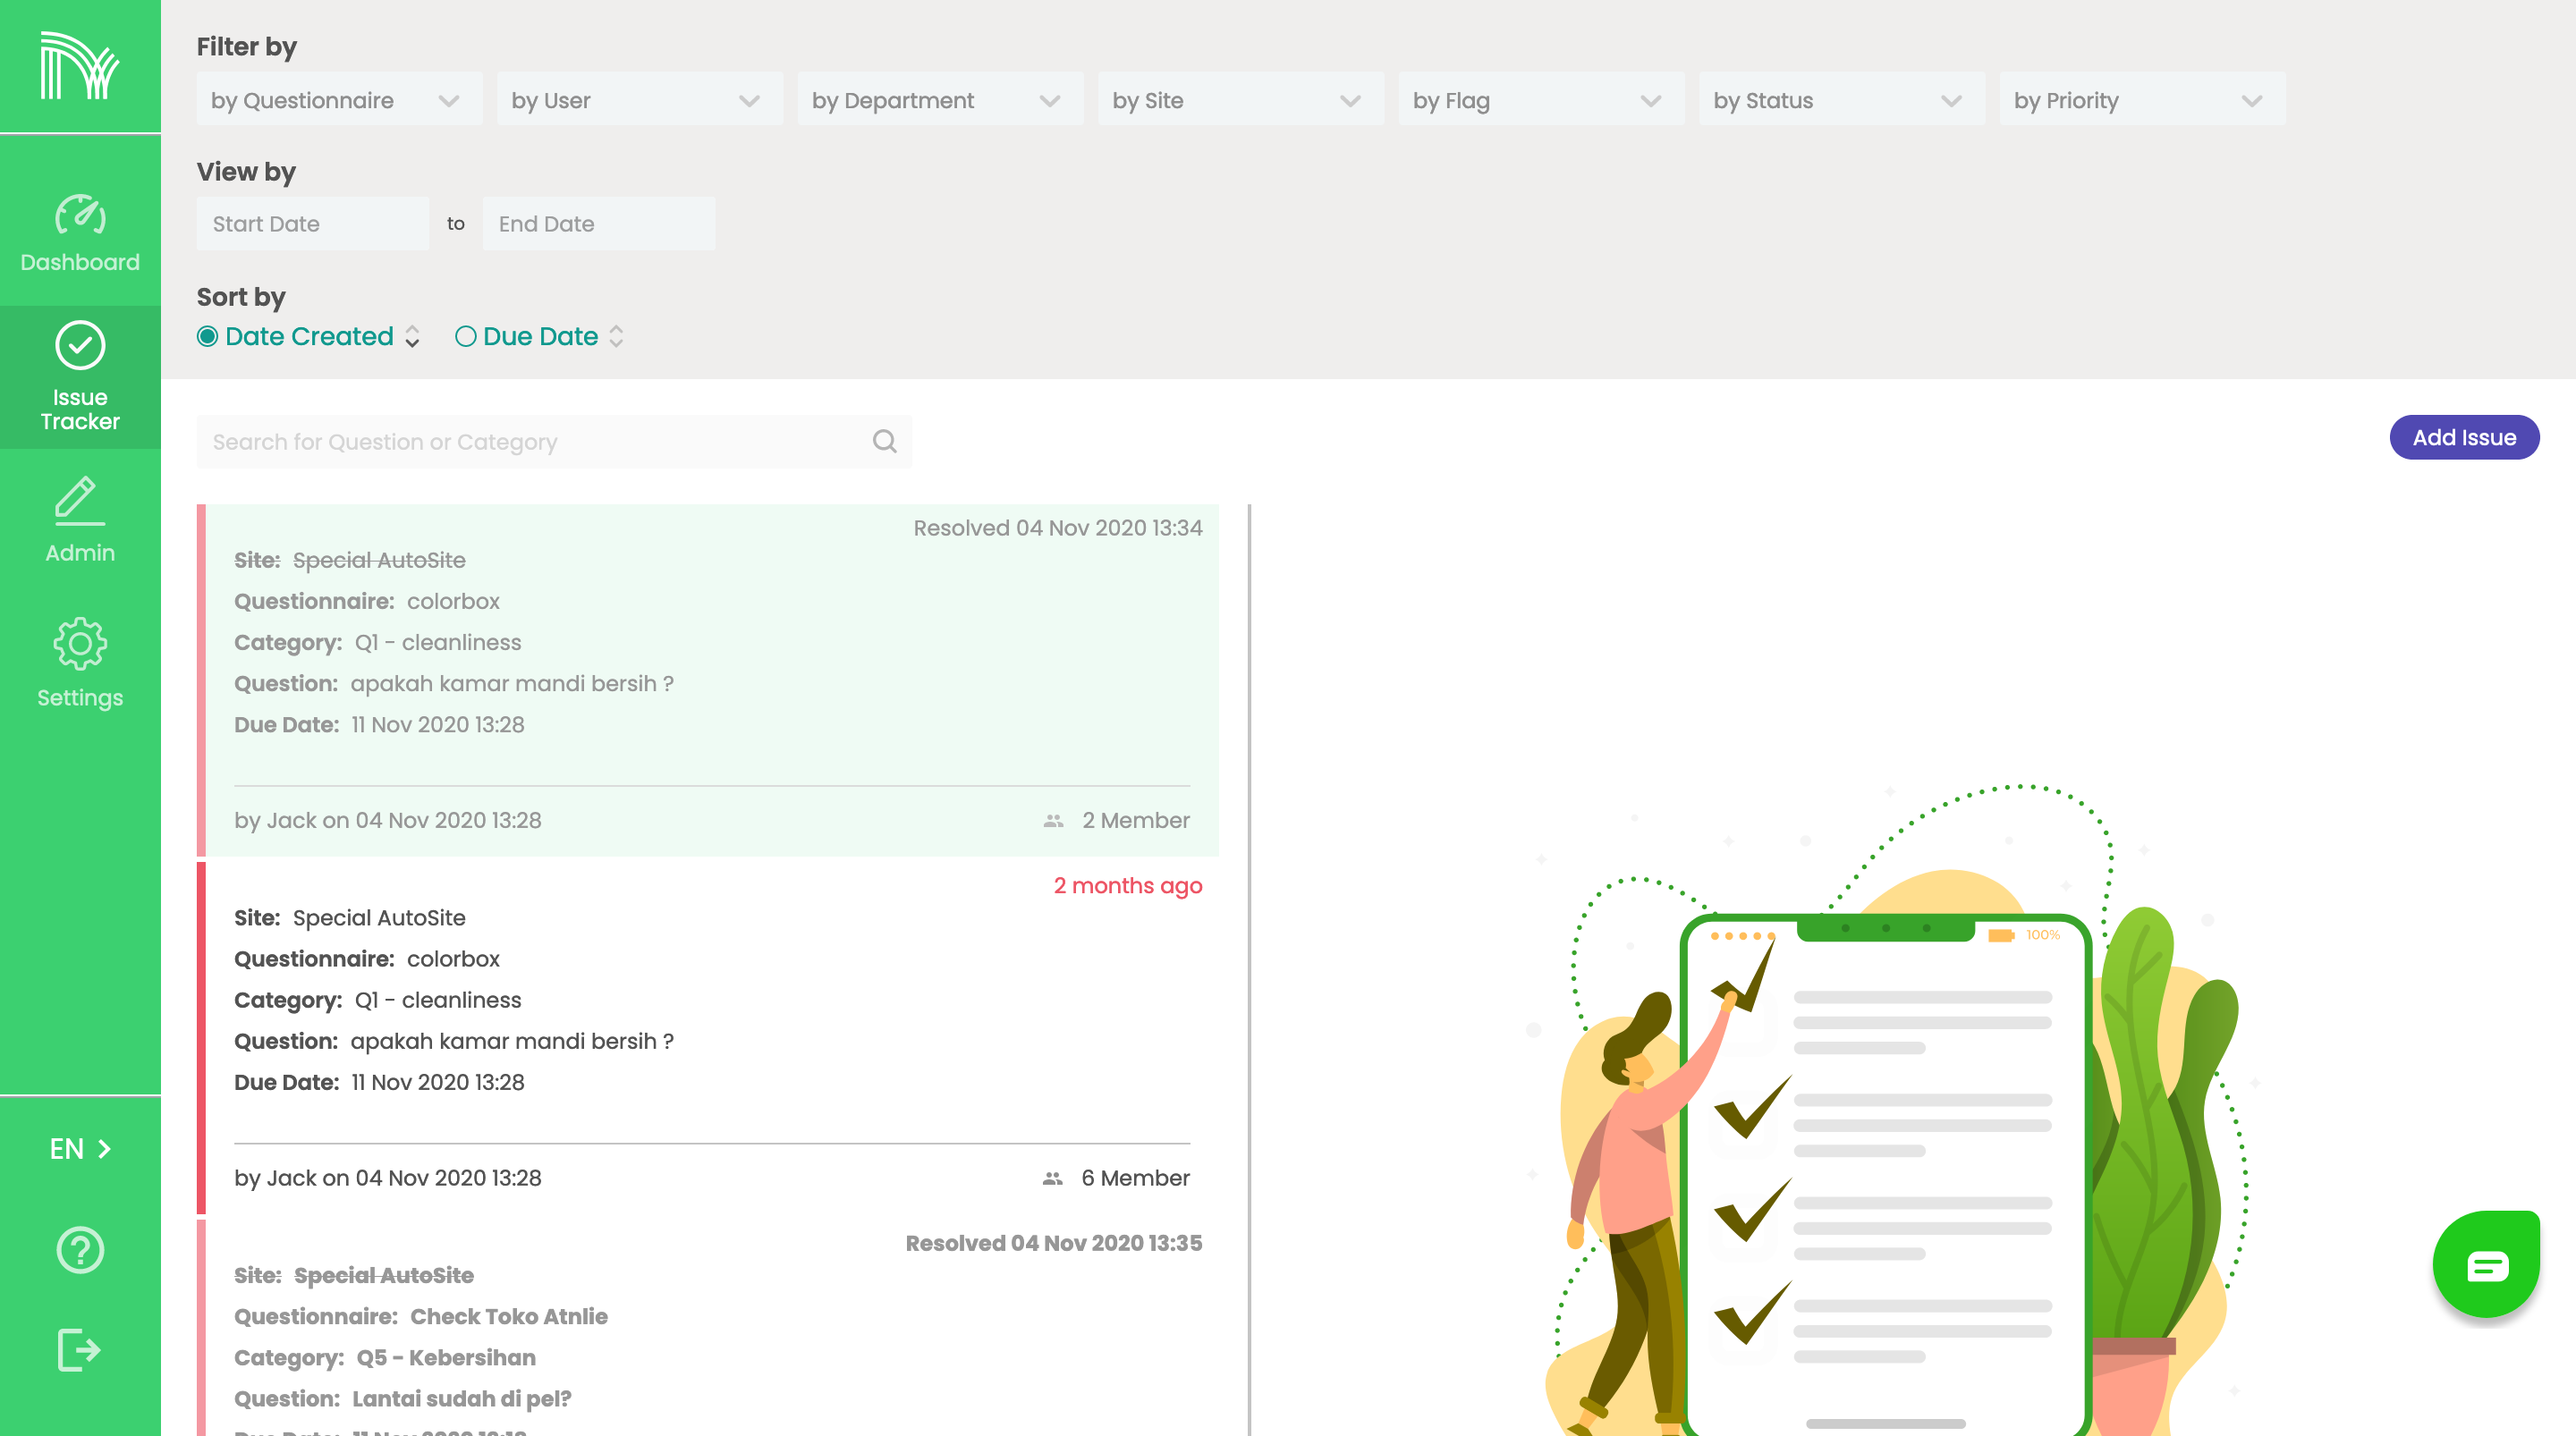 Filter by
by Questionnaire
by User
by Department
by Site
by Flag
by Status
by Priority
View by
Start Date
to
End Date
Sort by
Date Created
Due Date
Dashboard
Issue
Tracker
Admin
Settings
EN
Search for Question or Category
Add Issue
Resolved 04 Nov 2020 13:34
Site: Special AutoSite
Questionnaire: colorbox
Category: Q1 - cleanliness
Question: apakah kamar mandi bersih ?
Due Date: 11 Nov 2020 13:28
by Jack on 04 Nov 2020 13:28
2 Member
2 months ago
Site: Special AutoSite
Questionnaire: colorbox
Category: Q1 - cleanliness
Question: apakah kamar mandi bersih ?
Due Date: 11 Nov 2020 13:28
by Jack on 04 Nov 2020 13:28
6 Member
Resolved 04 Nov 2020 13:35
Site: Special AutoSite
Questionnaire: Check Toko Atnlie
Category: Q5 - Kebersihan
Question: Lantai sudah di pel?
100%